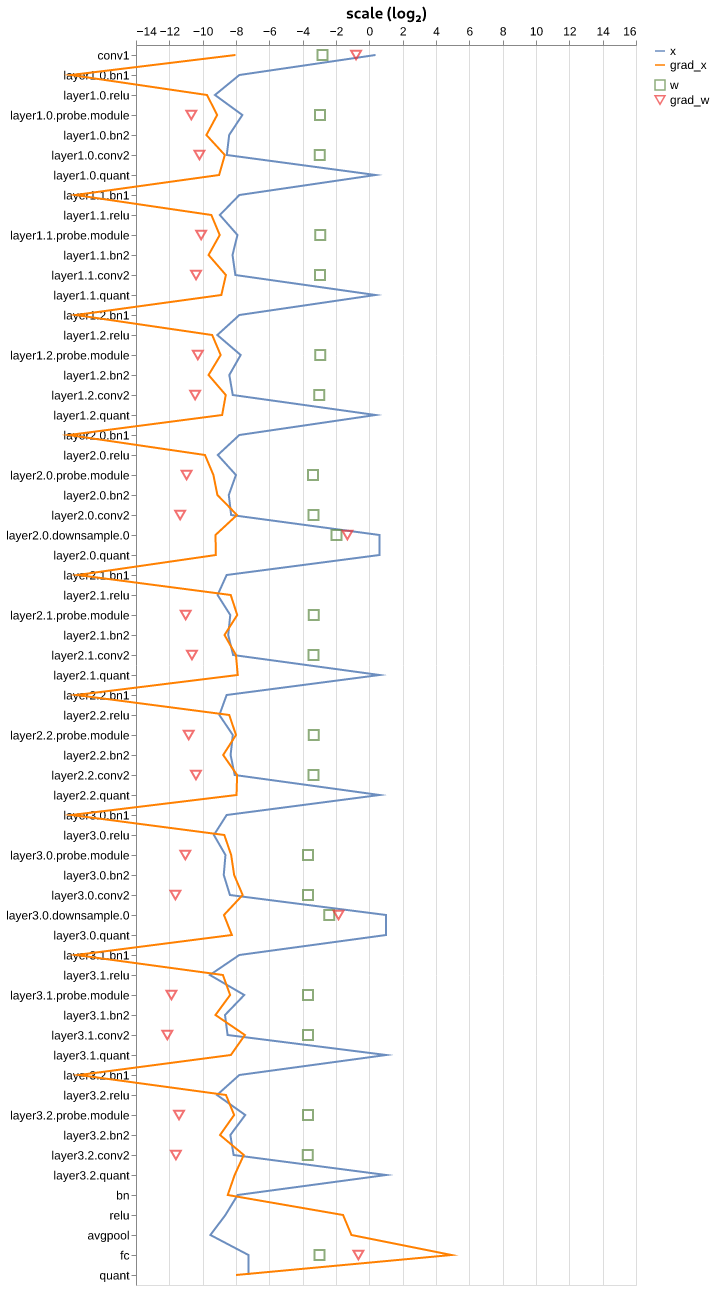 scale (log₂)
−14 −12 −10 −8 −6 −4 −2 0 2 4 6 8 10 12 14 16
x
grad_x
w
grad_w
conv1
layer1.0.bn1
layer1.0.relu
layer1.0.probe.module
layer1.0.bn2
layer1.0.conv2
layer1.0.quant
layer1.1.bn1
layer1.1.relu
layer1.1.probe.module
layer1.1.bn2
layer1.1.conv2
layer1.1.quant
layer1.2.bn1
layer1.2.relu
layer1.2.probe.module
layer1.2.bn2
layer1.2.conv2
layer1.2.quant
layer2.0.bn1
layer2.0.relu
layer2.0.probe.module
layer2.0.bn2
layer2.0.conv2
layer2.0.downsample.0
layer2.0.quant
layer2.1.bn1
layer2.1.relu
layer2.1.probe.module
layer2.1.bn2
layer2.1.conv2
layer2.1.quant
layer2.2.bn1
layer2.2.relu
layer2.2.probe.module
layer2.2.bn2
layer2.2.conv2
layer2.2.quant
layer3.0.bn1
layer3.0.relu
layer3.0.probe.module
layer3.0.bn2
layer3.0.conv2
layer3.0.downsample.0
layer3.0.quant
layer3.1.bn1
layer3.1.relu
layer3.1.probe.module
layer3.1.bn2
layer3.1.conv2
layer3.1.quant
layer3.2.bn1
layer3.2.relu
layer3.2.probe.module
layer3.2.bn2
layer3.2.conv2
layer3.2.quant
bn
relu
avgpool
fc
quant